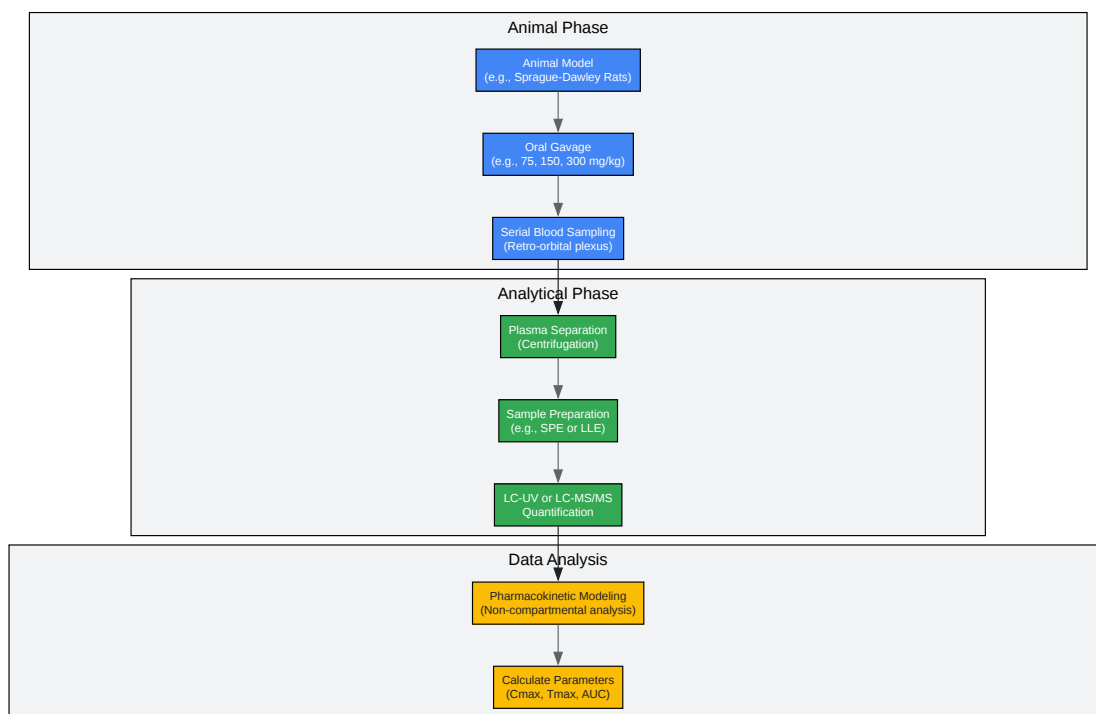 Animal Phase
Animal Model
(e.g., Sprague-Dawley Rats)
Oral Gavage
(e.g., 75, 150, 300 mg/kg)
Serial Blood Sampling
(Retro-orbital plexus)
Analytical Phase
Plasma Separation
(Centrifugation)
Sample Preparation
(e.g., SPE or LLE)
LC-UV or LC-MS/MS
Quantification
Data Analysis
Pharmacokinetic Modeling
(Non-compartmental analysis)
Calculate Parameters
(Cmax, Tmax, AUC)